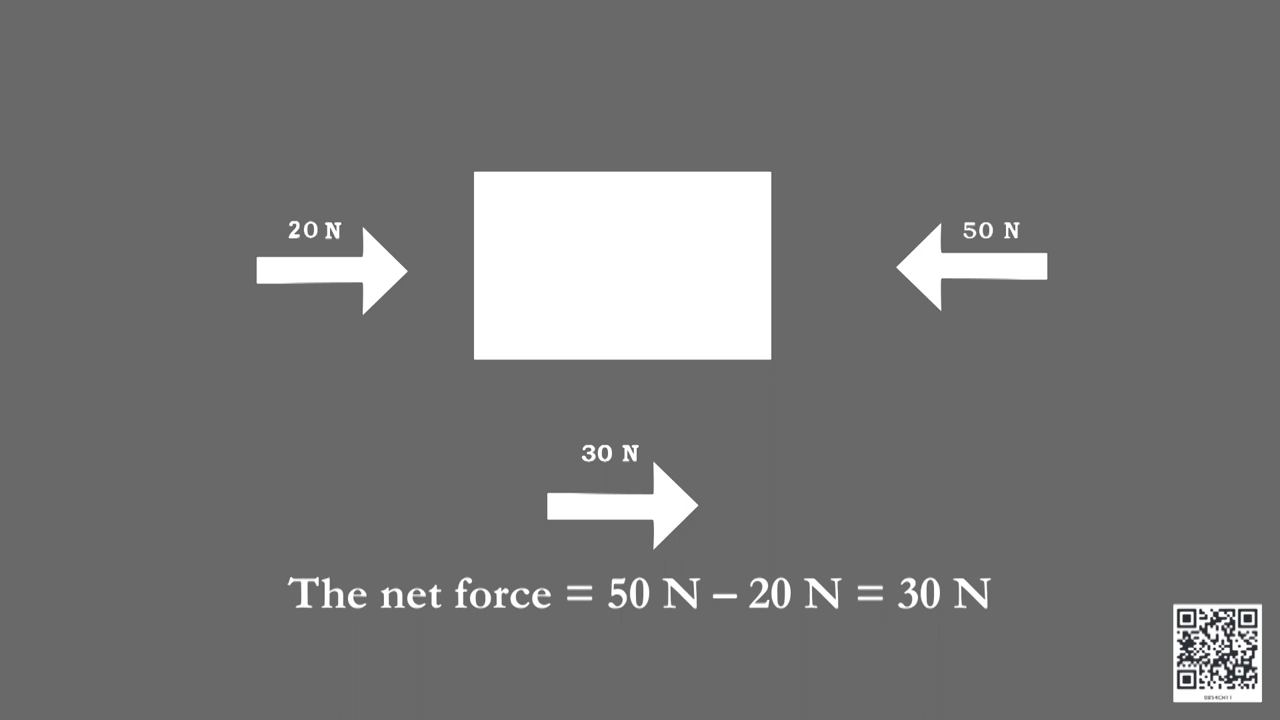 20 N
50 N
30 N
The net force = 50 N – 20 N = 30 N